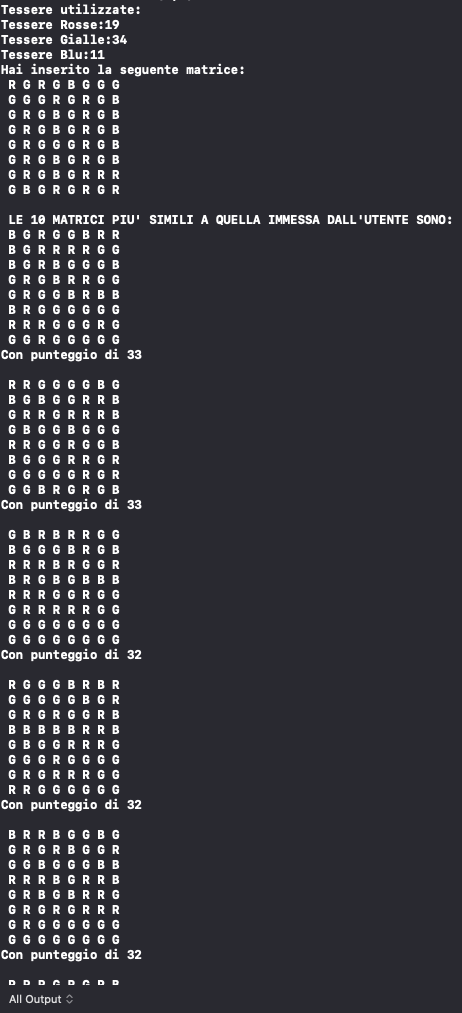 Tessere utilizzate:
Tessere Rosse:19
Tessere Gialle:34
Tessere Blu:11
Hai inserito la seguente matrice:
R G R G B G G G
G G G R G R G B
G R G B G R G B
G R G B G R G B
G R G G G R G B
G R G B G R G B
G R G B G R R R
G B G R G R G R
LE 10 MATRICI PIU' SIMILI A QUELLA IMMESSA DALL'UTENTE SONO:
B G R G G B R R
B G R R R R G G
B G R B G G G B
G R G B R R G G
G R G G B R B B
B R G G G G G G
R R R G G G R G
G G R G G G G G
Con punteggio di 33
R R G G G G B G
B G B G G R R B
G R R G R R R B
G B G G B G G G
R R G G R G G B
B G G G R R G R
G G G G G R G R
G G B R G R G B
Con punteggio di 33
G B R B R R G G
B G G G B R G B
R R R B R G G R
B R G B G B B B
R R R G G R G G
G R R R R R G G
G G G G G G G G
G G G G G G G G
Con punteggio di 32
R G G G B R B R
G G G G G B G R
G R G R G G R B
B B B B B R R B
G B G G R R R G
G G G R G G G G
G R G R R R G G
R R G G G G G G
Con punteggio di 32
B R R B G G B G
G R G R B G G R
G G B G G G B B
R R R B G R R G
G R B G B R R G
G R G R G R R R
G R G G G G G G
G G G G G G G G
Con punteggio di 32
All Output